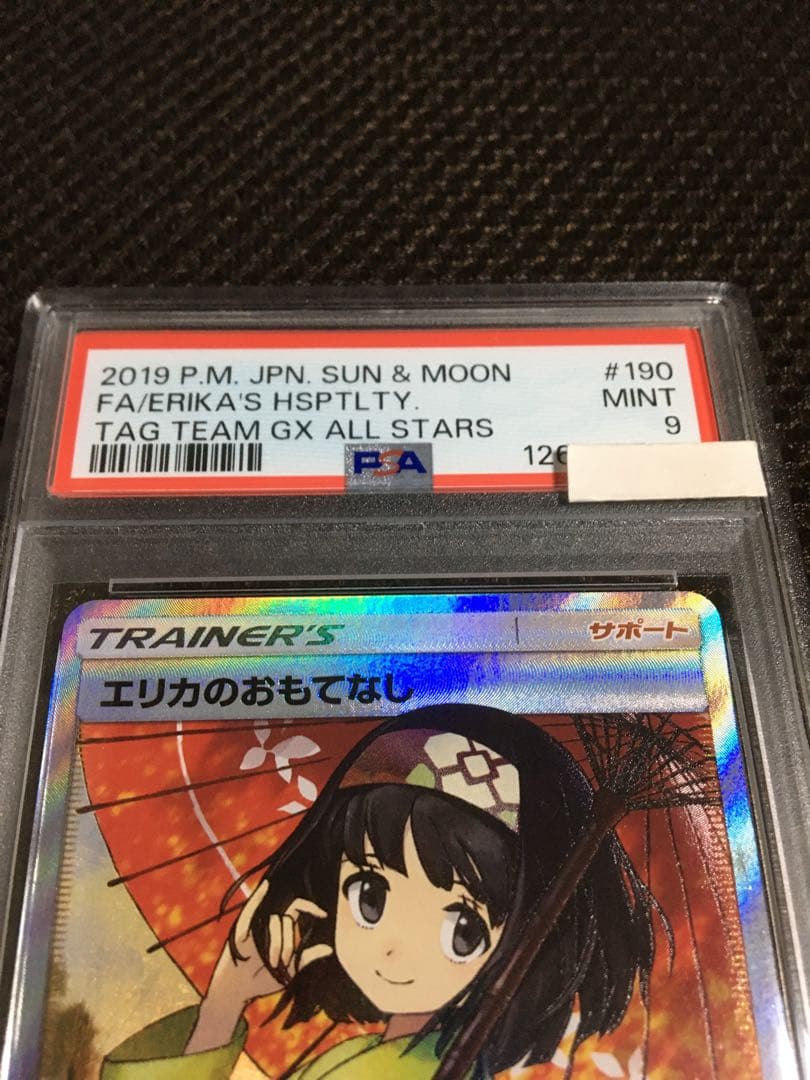 2019 P.M. JPN. SUN & MOON #190
FA/ERIKA'S HSPTLTY. MINT
TAG TEAM GX ALL STARS 9
PSA 126
TRAINER'S サポート
エリカのおもてなし